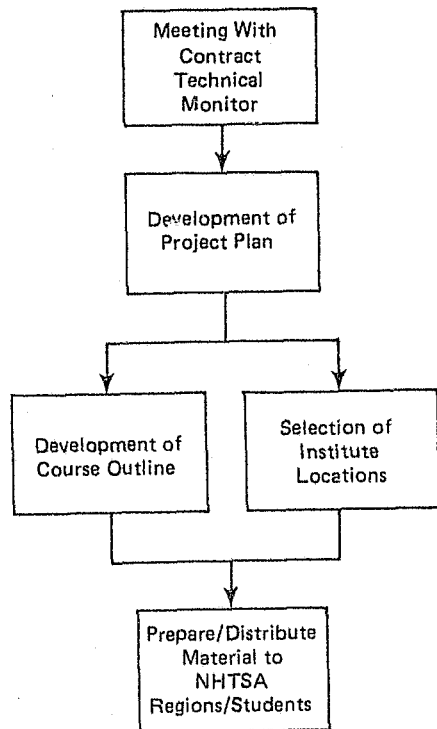 Meeting With
Contract
Technical
Monitor
Development of
Project Plan
Development of
Course Outline
Selection of
Institute
Locations
Prepare/Distribute
Material to
NHTSA
Regions/Students